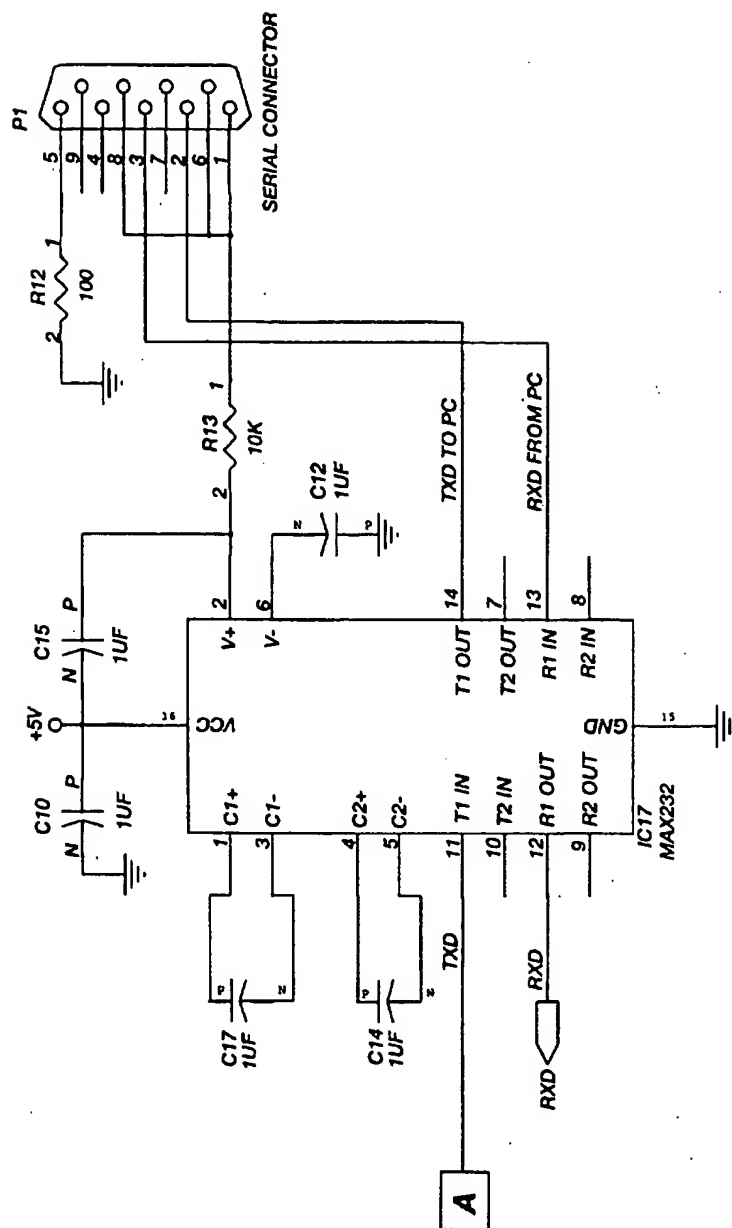 P1
5
9
4
8
3
7
2
6
1
SERIAL CONNECTOR
1
R12
100
2
1
R13
10K
2
C12
1UF
N
P
TXD TO PC
RXD FROM PC
P
C15
1UF
N
+5V
P
C10
1UF
N
2
6
14
7
13
8
V+
V-
T1 OUT
T2 OUT
R1 IN
R2 IN
16
VCC
GND
15
C1+
C1-
C2+
C2-
T1 IN
T2 IN
R1 OUT
R2 OUT
1
3
4
5
11
10
12
9
IC17
MAX232
P
N
C17
1UF
P
N
C14
1UF
TXD
RXD
RXD
A